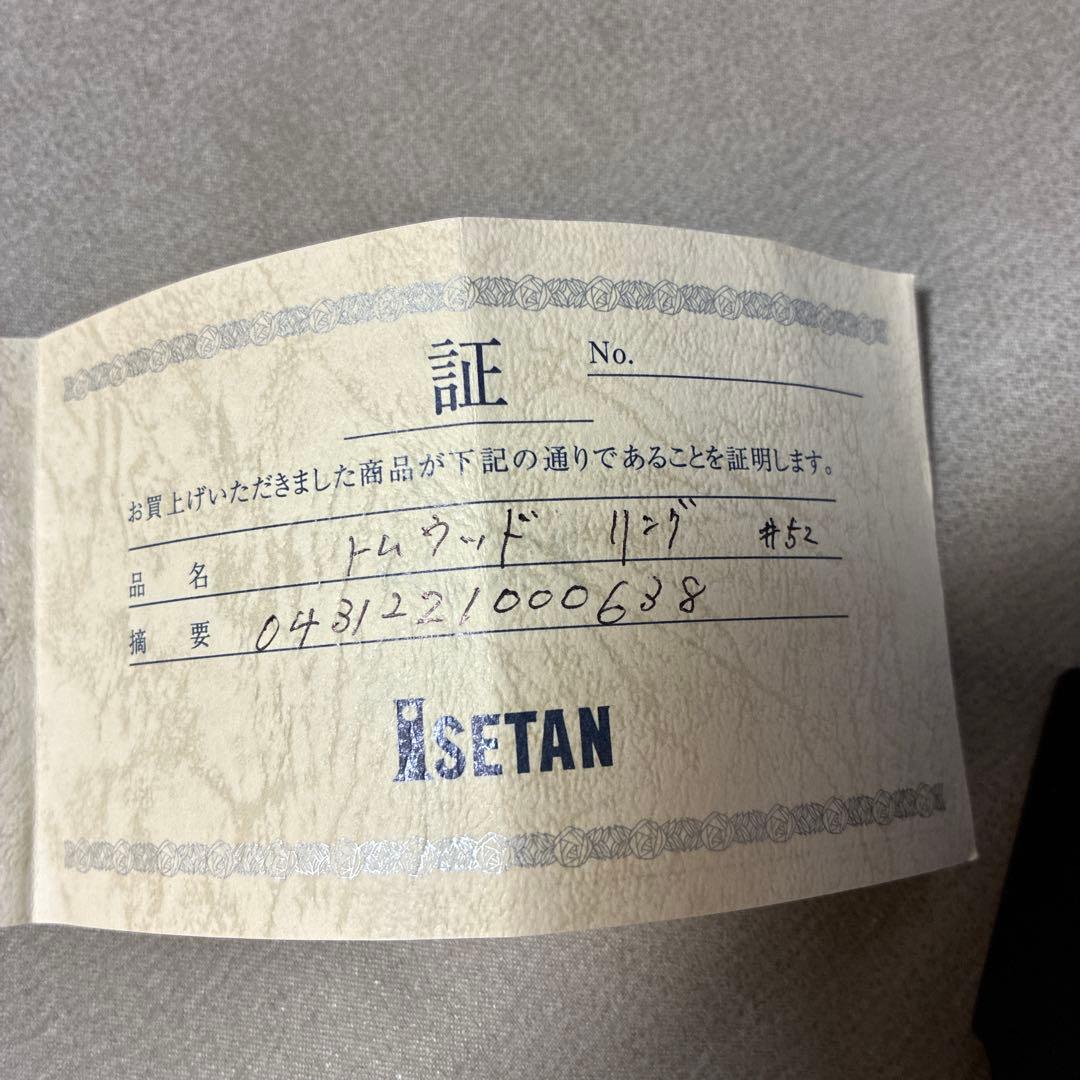 証
No.
お買上げいただきました商品が下記の通りであることを証明します。
品 名 トムウッド リング #52
摘 要 0431221000638
ISETAN